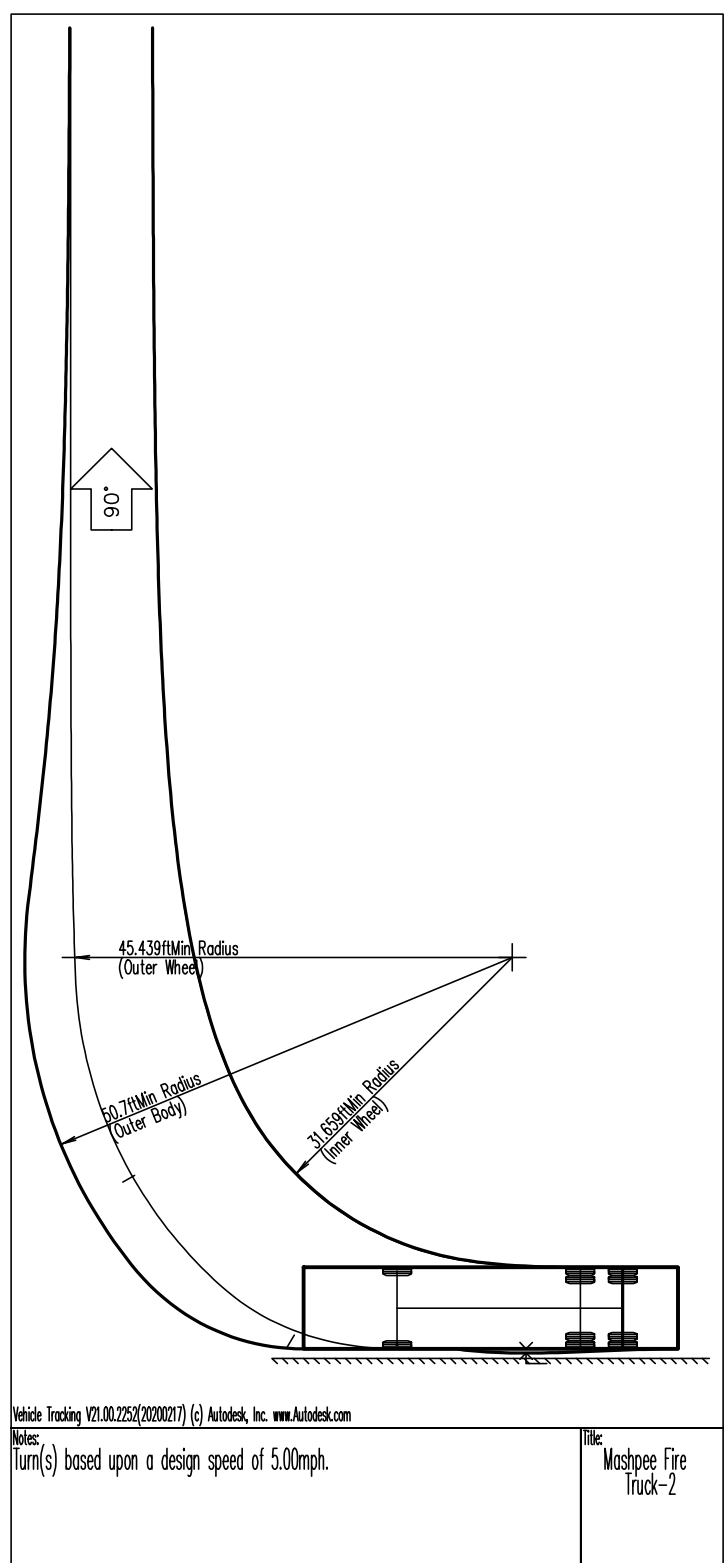 90°
45.439ftMin Radius
(Outer Wheel)
50.7ftMin Radius
(Outer Body)
31.659ftMin Radius
(Inner Wheel)
Vehicle Tracking V21.00.2252(20200217) (c) Autodesk, Inc. www.Autodesk.com
Notes:
Turn(s) based upon a design speed of 5.00mph.
Title:
Mashpee Fire
Truck-2